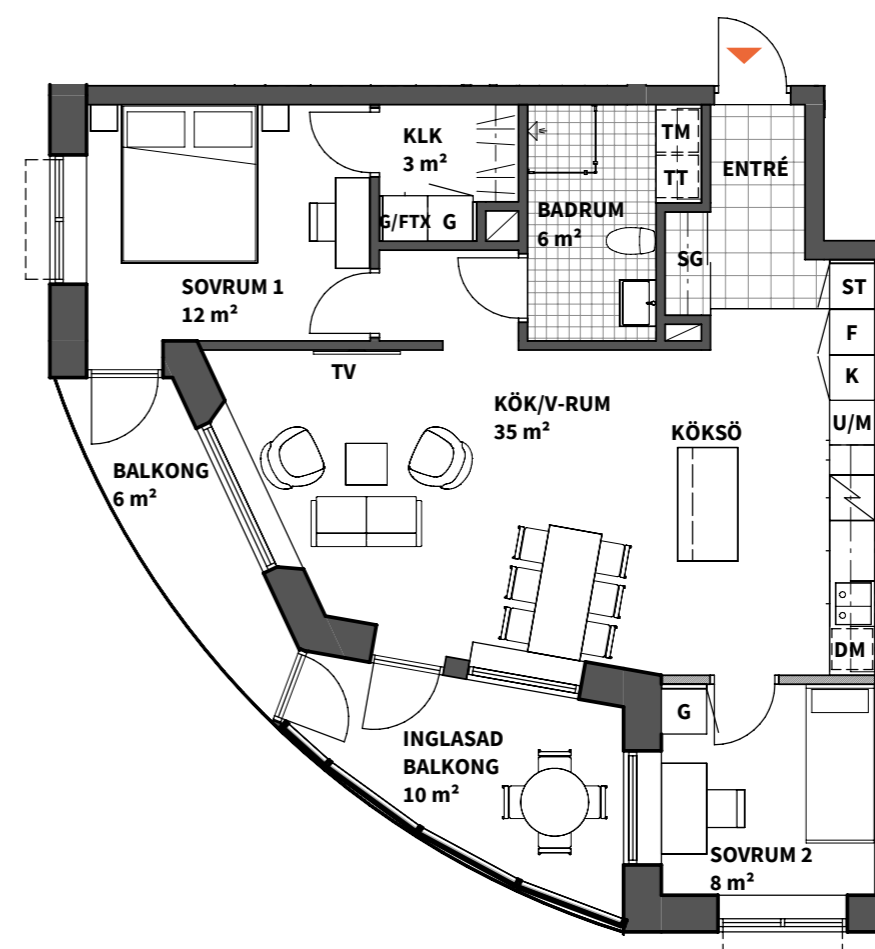 KLK
3 m²
TM
TT
ENTRÉ
G/FTX
G
BADRUM
6 m²
SG
SOVRUM 1
12 m²
ST
F
K
U/M
TV
KÖK/V-RUM
35 m²
KÖKSÖ
BALKONG
6 m²
DM
G
INGLASAD
BALKONG
10 m²
SOVRUM 2
8 m²